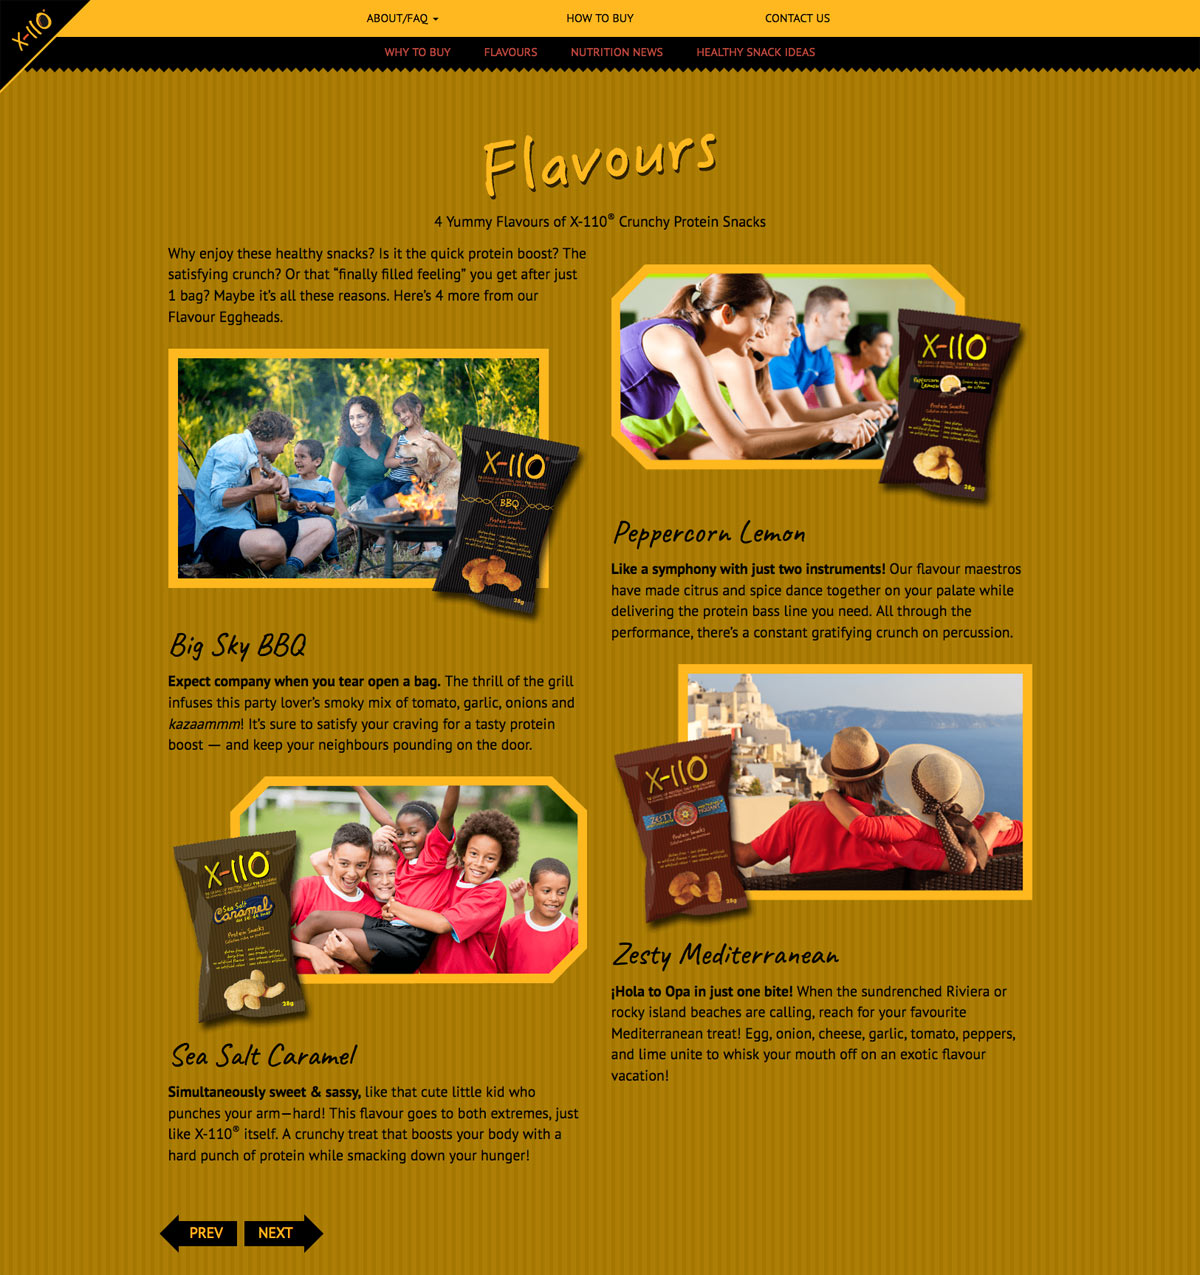 X-110
ABOUT/FAQ
HOW TO BUY
CONTACT US
WHY TO BUY
FLAVOURS
NUTRITION NEWS
HEALTHY SNACK IDEAS
Flavours
4 Yummy Flavours of X-110® Crunchy Protein Snacks
Why enjoy these healthy snacks? Is it the quick protein boost? The
satisfying crunch? Or that “finally filled feeling” you get after just
1 bag? Maybe it’s all these reasons. Here’s 4 more from our
Flavour Eggheads.
X-110®
BBQ
Protein Snacks
28g
Big Sky BBQ
Expect company when you tear open a bag. The thrill of the grill
infuses this party lover’s smoky mix of tomato, garlic, onions and
kazaammm! It’s sure to satisfy your craving for a tasty protein
boost — and keep your neighbours pounding on the door.
X-110®
Sea Salt
Caramel
Protein Snacks
28g
Sea Salt Caramel
Simultaneously sweet & sassy, like that cute little kid who
punches your arm—hard! This flavour goes to both extremes, just
like X-110® itself. A crunchy treat that boosts your body with a
hard punch of protein while smacking down your hunger!
X-110®
Peppercorn
Lemon
Protein Snacks
28g
Peppercorn Lemon
Like a symphony with just two instruments! Our flavour maestros
have made citrus and spice dance together on your palate while
delivering the protein bass line you need. All through the
performance, there’s a constant gratifying crunch on percussion.
X-110®
ZESTY
Protein Snacks
28g
Zesty Mediterranean
¡Hola to Opa in just one bite! When the sundrenched Riviera or
rocky island beaches are calling, reach for your favourite
Mediterranean treat! Egg, onion, cheese, garlic, tomato, peppers,
and lime unite to whisk your mouth off on an exotic flavour
vacation!
PREV
NEXT